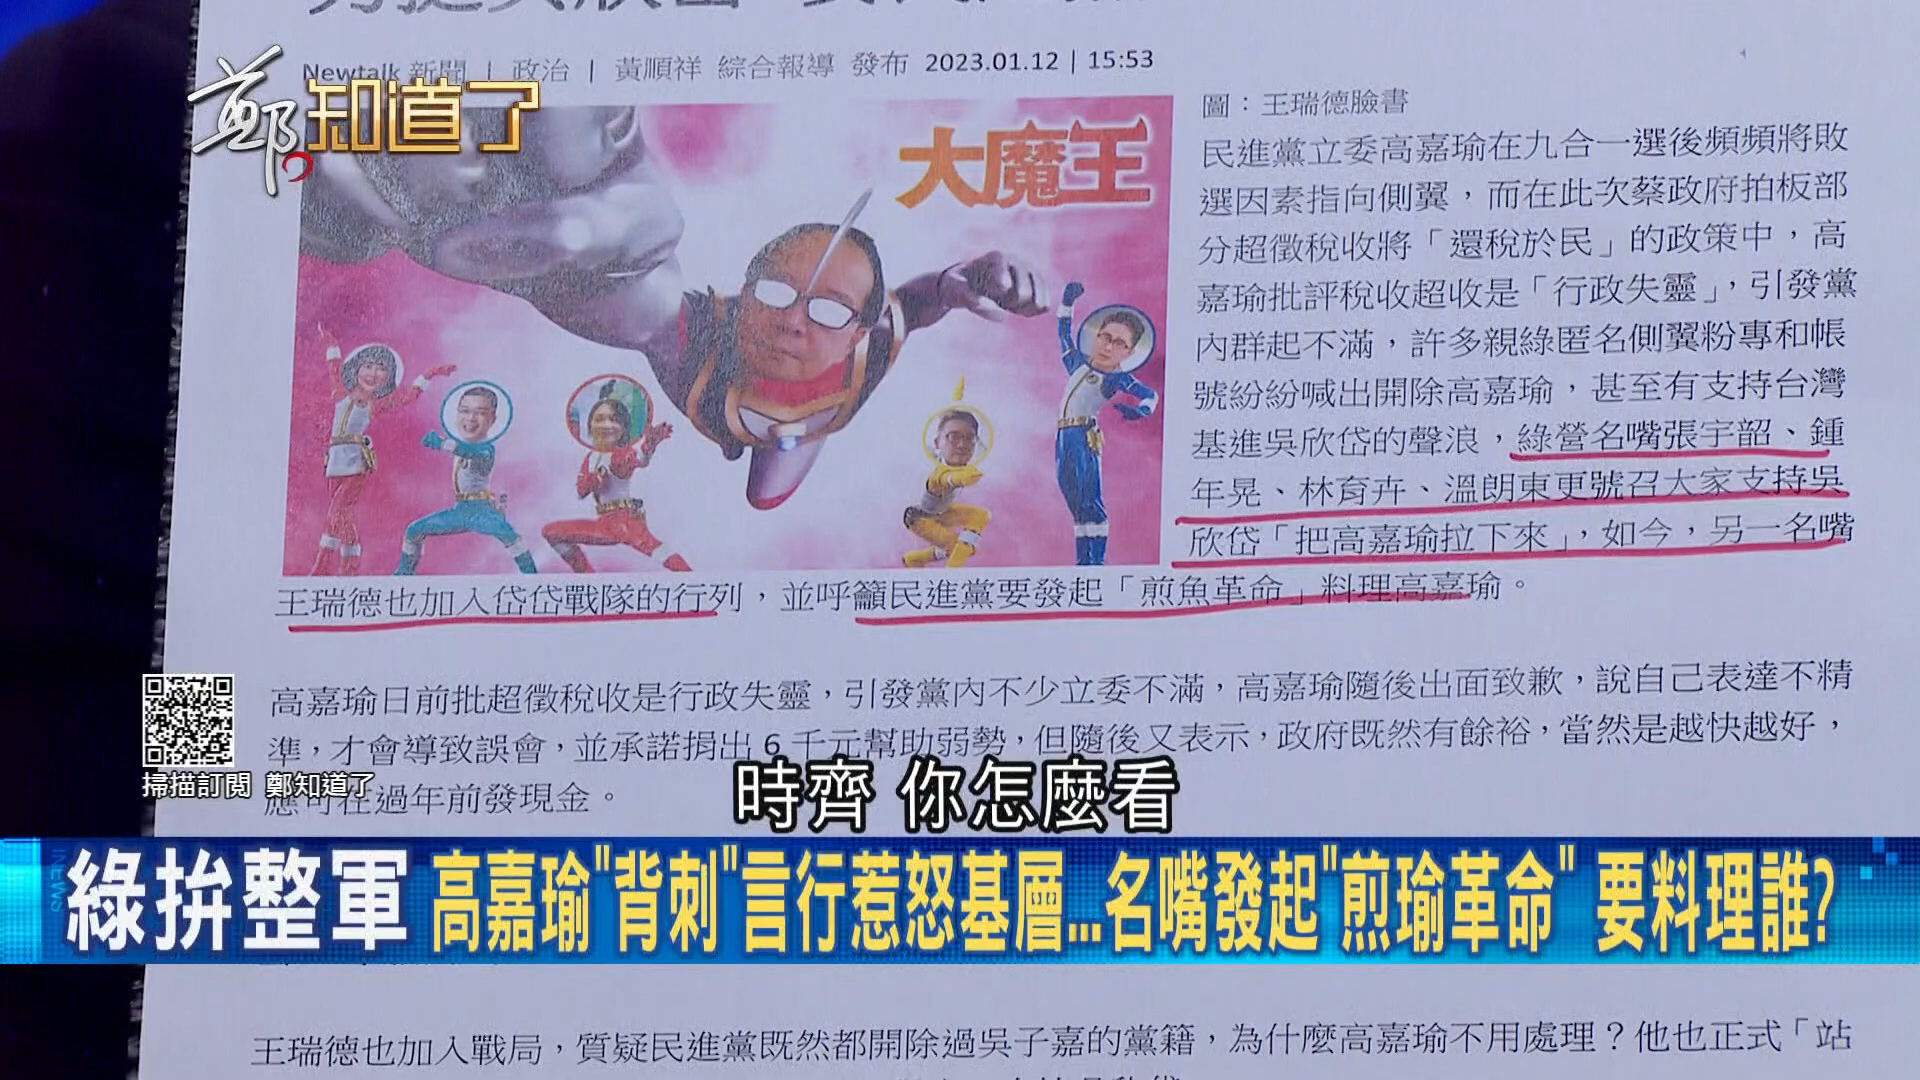 Newtalk 新聞 | 政治 | 黃順祥 綜合報導 發布 2023.01.12 | 15:53
鄭知道了
大魔王
圖：王瑞德臉書
民進黨立委高嘉瑜在九合一選後頻頻將敗
選因素指向側翼，而在此次蔡政府拍板部
分超徵稅收將「還稅於民」的政策中，高
嘉瑜批評稅收超收是「行政失靈」，引發黨
內群起不滿，許多親綠匿名側翼粉專和帳
號紛紛喊出開除高嘉瑜，甚至有支持台灣
基進吳欣岱的聲浪，綠營名嘴張宇韶、鍾
年晃、林育卉、溫朗東更號召大家支持吳
欣岱「把高嘉瑜拉下來」，如今，另一名嘴
王瑞德也加入岱岱戰隊的行列，並呼籲民進黨要發起「煎魚革命」料理高嘉瑜。
高嘉瑜日前批超徵稅收是行政失靈，引發黨內不少立委不滿，高嘉瑜隨後出面致歉，說自己表達不精
準，才會導致誤會，並承諾捐出 6 千元幫助弱勢，但隨後又表示，政府既然有餘裕，當然是越快越好，
應可在過年前發現金。
掃描訂閱 鄭知道了
時齊 你怎麼看
綠拚整軍 高嘉瑜"背刺"言行惹怒基層...名嘴發起"煎瑜革命" 要料理誰?
王瑞德也加入戰局，質疑民進黨既然都開除過吳子嘉的黨籍，為什麼高嘉瑜不用處理？他也正式「站